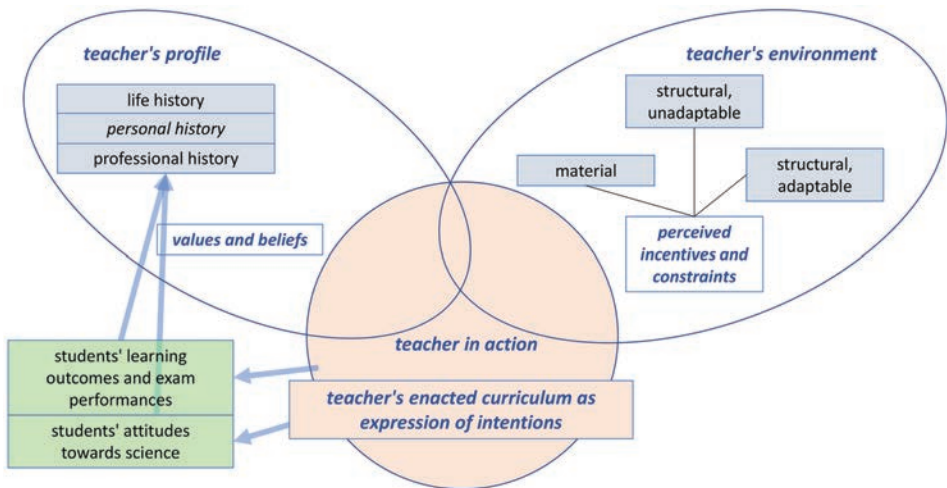 teacher's profile
life history
personal history
professional history
values and beliefs
teacher's environment
structural,
unadaptable
material
structural,
adaptable
perceived
incentives and
constraints
teacher in action
teacher's enacted curriculum as
expression of intentions
students' learning
outcomes and exam
performances
students' attitudes
towards science